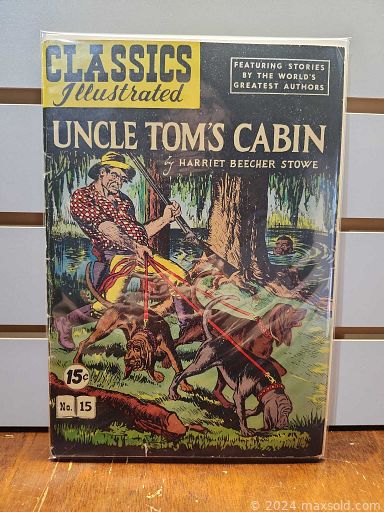 CLASSICS
Illustrated
FEATURING STORIES
BY THE WORLD'S
GREATEST AUTHORS
UNCLE TOM'S CABIN
by HARRIET BEECHER STOWE
15¢
No. 15
© 2024 maxsold.com